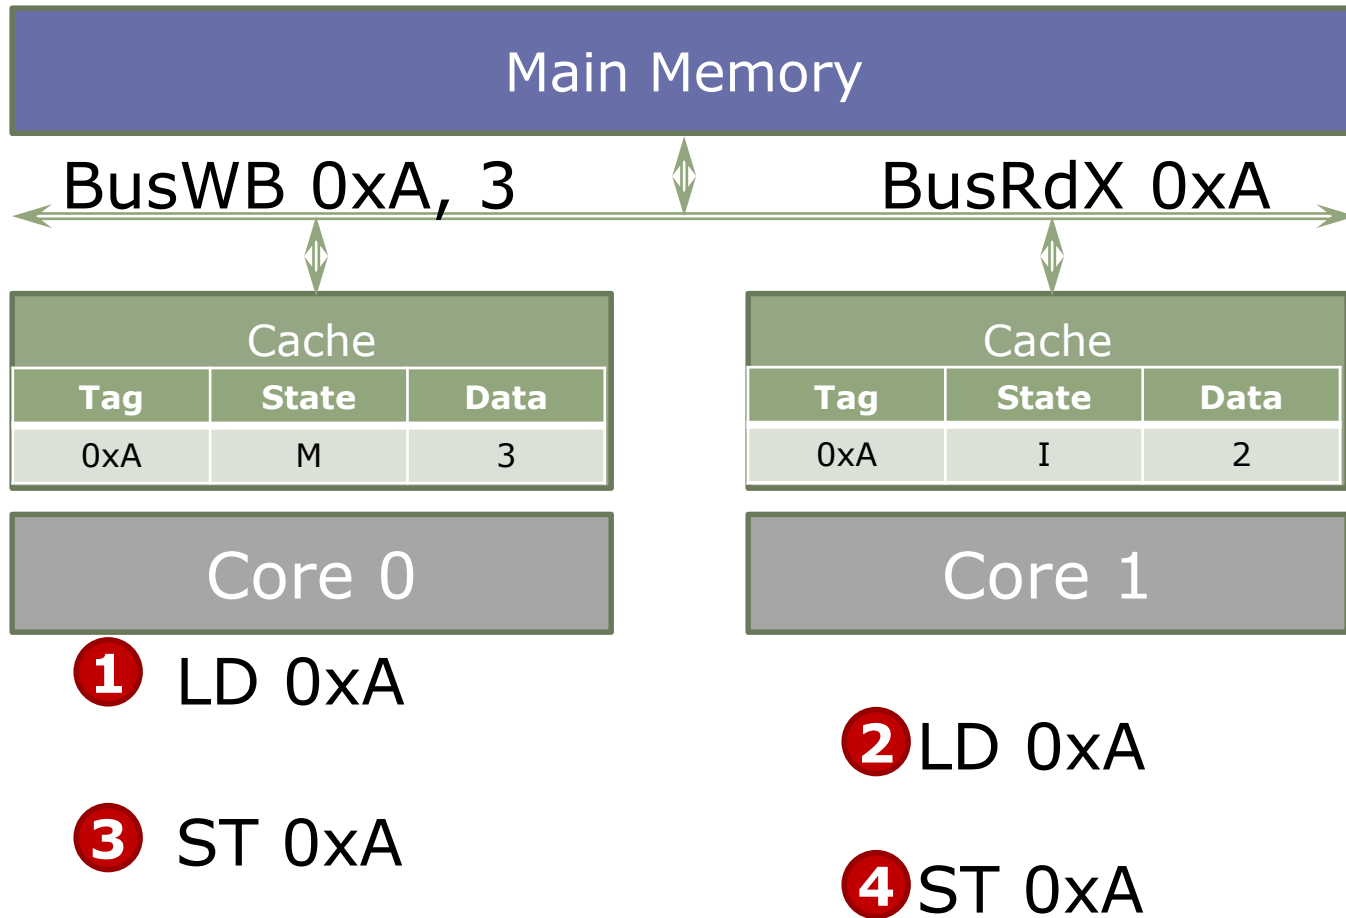 Main Memory
BusWB 0xA, 3
BusRdX 0xA
Cache
Tag State Data
0xA M 3
Cache
Tag State Data
0xA I 2
Core 0
Core 1
1 LD 0xA
2 LD 0xA
3 ST 0xA
4 ST 0xA